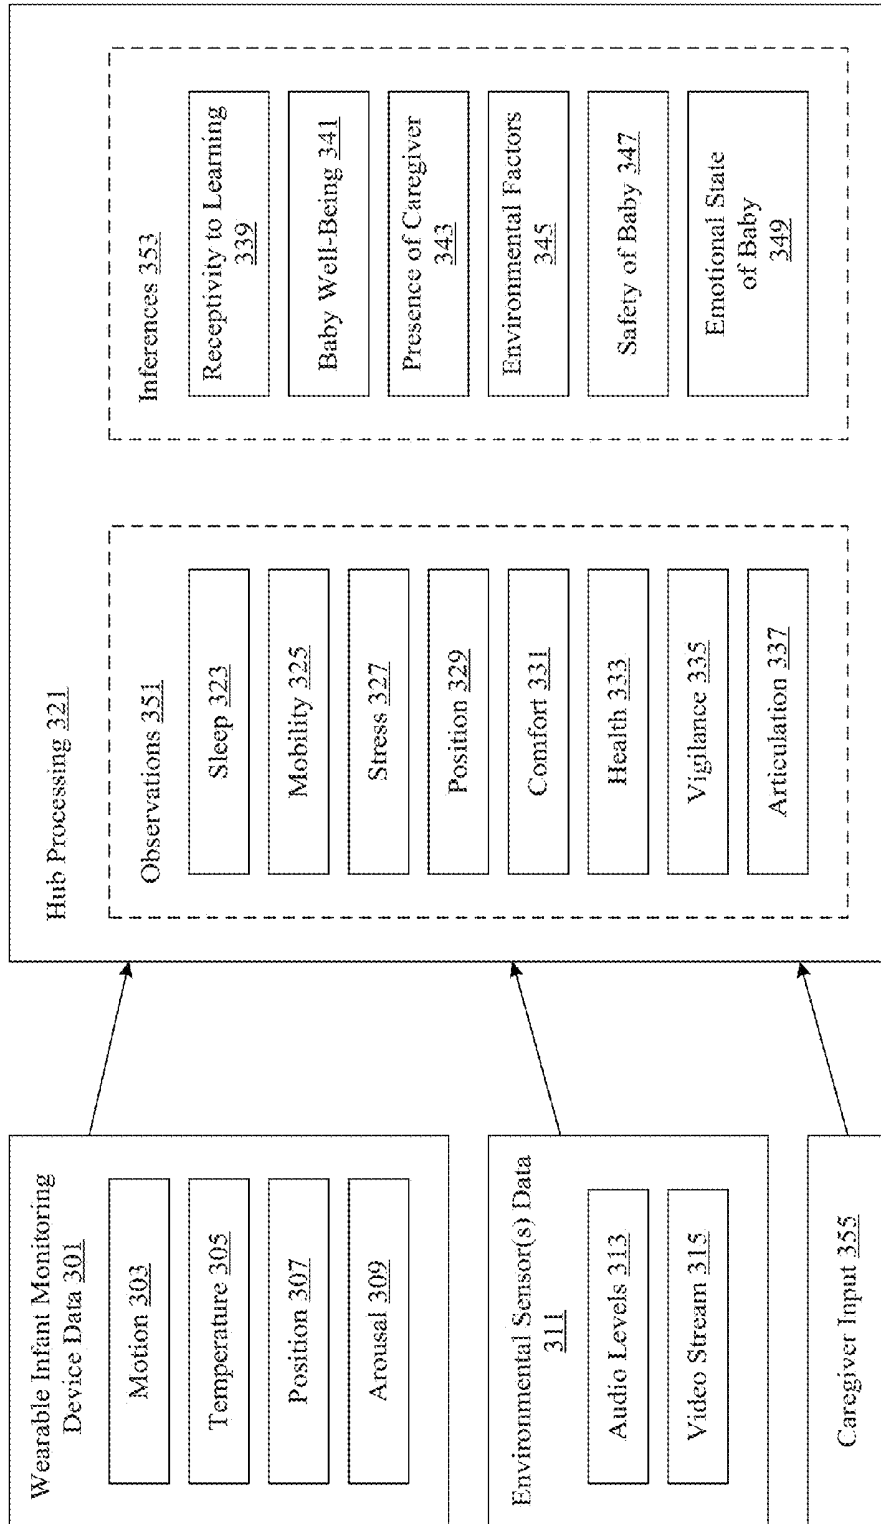 Wearable Infant Monitoring
Device Data 301
Motion 303
Temperature 305
Position 307
Arousal 309
Environmental Sensor(s) Data
311
Audio Levels 313
Video Stream 315
Caregiver Input 355
Hub Processing 321
Observations 351
Sleep 323
Mobility 325
Stress 327
Position 329
Comfort 331
Health 333
Vigilance 335
Articulation 337
Inferences 353
Receptivity to Learning
339
Baby Well-Being 341
Presence of Caregiver
343
Environmental Factors
345
Safety of Baby 347
Emotional State
of Baby
349